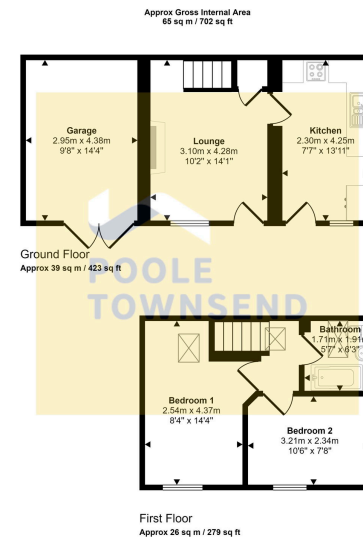 Approx Gross Internal Area
65 sq m / 702 sq ft
Garage
2.95m x 4.38m
9'8" x 14'4"
Lounge
3.10m x 4.28m
10'2" x 14'1"
Kitchen
2.30m x 4.25m
7'7" x 13'11"
Ground Floor
Approx 39 sq m / 423 sq ft
POOLE
TOWNSEND
Bathroom
1.71m x 1.91m
5'7" x 6'3"
Bedroom 1
2.54m x 4.37m
8'4" x 14'4"
Bedroom 2
3.21m x 2.34m
10'6" x 7'8"
First Floor
Approx 26 sq m / 279 sq ft